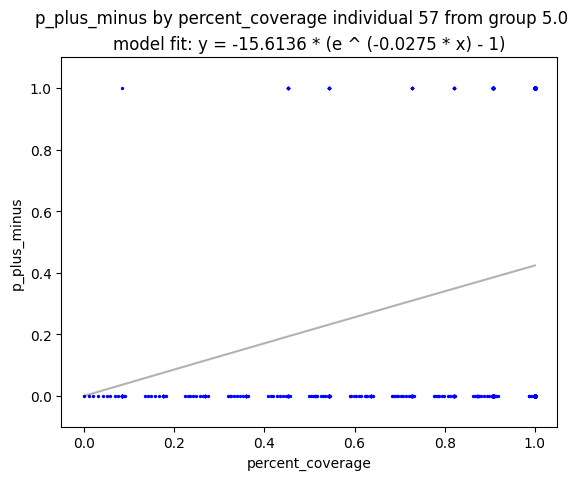 p_plus_minus by percent_coverage individual 57 from group 5.0
model fit: y = -15.6136 * (e ^ (-0.0275 * x) - 1)
1.0
0.8
0.6
0.4
0.2
0.0
p_plus_minus
0.0 0.2 0.4 0.6 0.8 1.0
percent_coverage